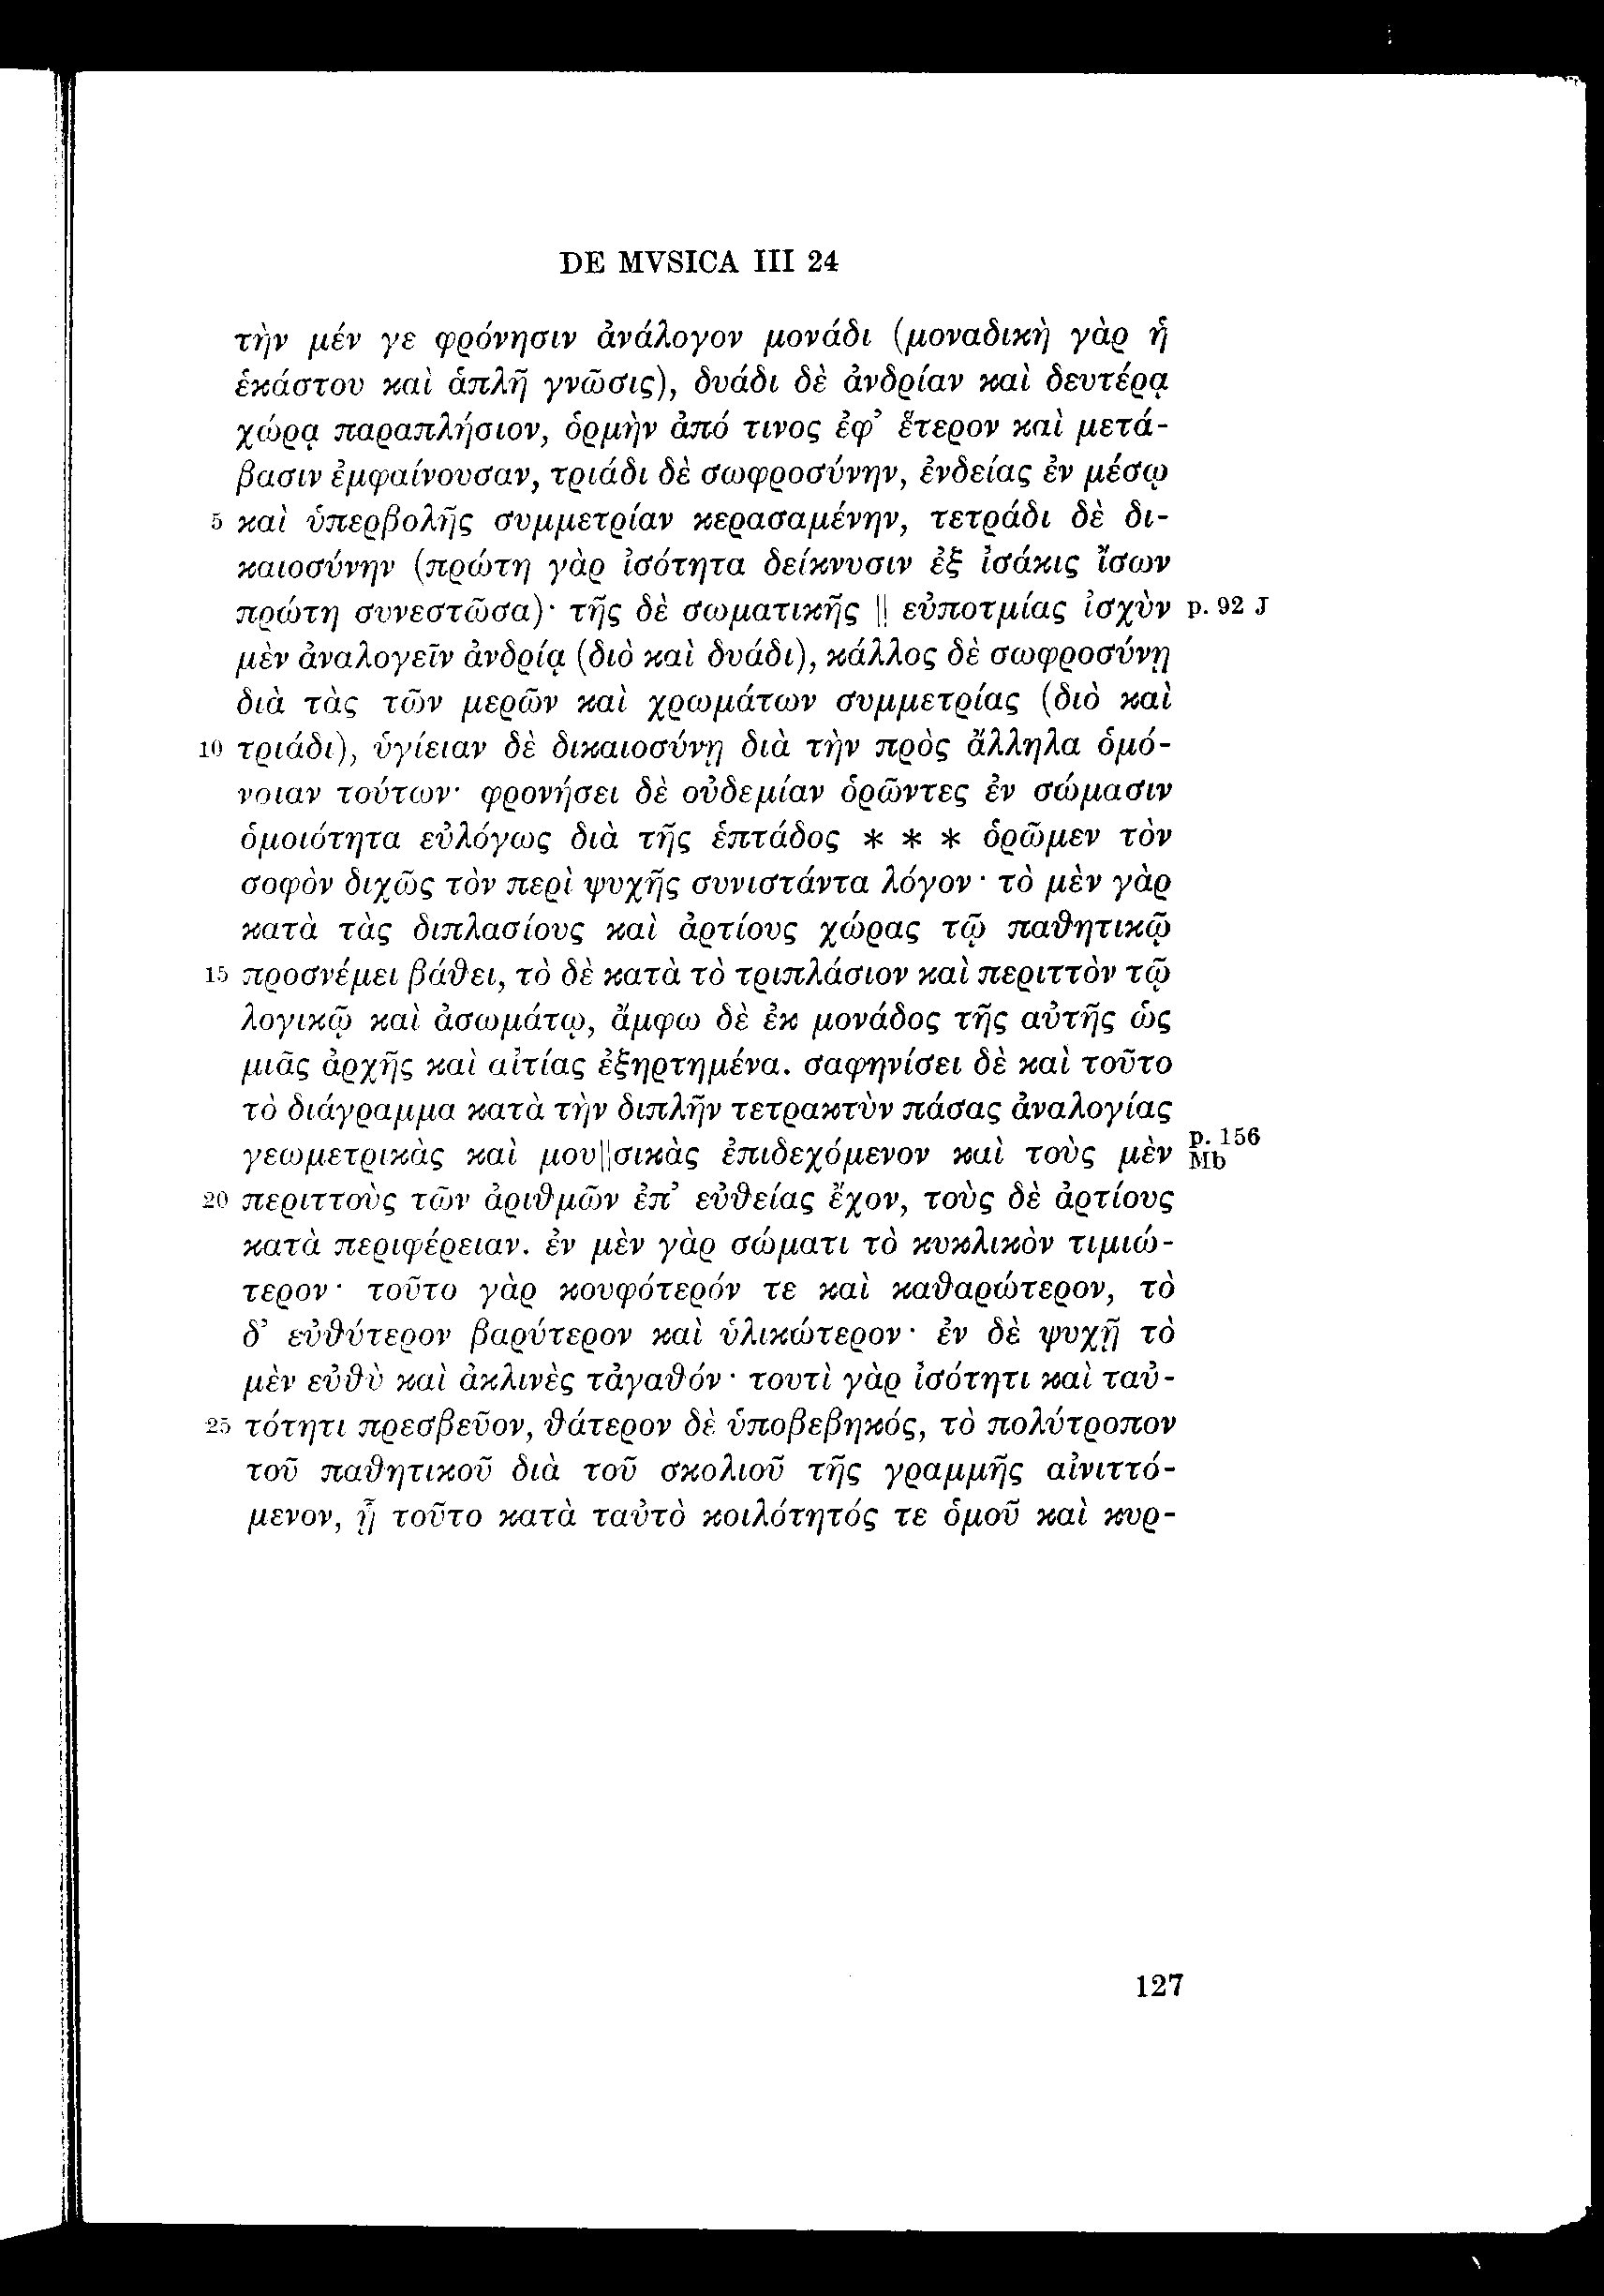 DE MVSICA III 24
τὴν μέν γε φρόνησιν ἀνάλογον μονάδι (μοναδικὴ γὰρ ἡ
ἑκάστου καὶ ἁπλῆ γνῶσις), δυάδι δὲ ἀνδρίαν καὶ δευτέρᾳ
χώρᾳ παραπλήσιον, ὁρμὴν ἀπό τινος ἐφ’ ἕτερον καὶ μετά-
βασιν ἐμφαίνουσαν, τριάδι δὲ σωφροσύνην, ἐνδείας ἐν μέσῳ
5 καὶ ὑπερβολῆς συμμετρίαν κερασαμένην, τετράδι δὲ δι-
καιοσύνην (πρώτη γὰρ ἰσότητα δείκνυσιν ἐξ ἰσάκις ἴσων
πρώτη συνεστῶσα)· τῆς δὲ σωματικῆς || εὐποτμίας ἰσχὺν p. 92 J
μὲν ἀναλογεῖν ἀνδρίᾳ (διὸ καὶ δυάδι), κάλλος δὲ σωφροσύνῃ
διὰ τὰς τῶν μερῶν καὶ χρωμάτων συμμετρίας (διὸ καὶ
10 τριάδι), ὑγίειαν δὲ δικαιοσύνῃ διὰ τὴν πρὸς ἄλληλα ὁμό-
νοιαν τούτων· φρονήσει δὲ οὐδεμίαν ὁρῶντες ἐν σώμασιν
ὁμοιότητα εὐλόγως διὰ τῆς ἑπτάδος * * * ὁρῶμεν τὸν
σοφὸν διχῶς τὸν περὶ ψυχῆς συνιστάντα λόγον· τὸ μὲν γὰρ
κατὰ τὰς διπλασίους καὶ ἀρτίους χώρας τῷ παθητικῷ
15 προσνέμει βάθει, τὸ δὲ κατὰ τὸ τριπλάσιον καὶ περιττὸν τῷ
λογικῷ καὶ ἀσωμάτῳ, ἄμφω δὲ ἐκ μονάδος τῆς αὐτῆς ὡς
μιᾶς ἀρχῆς καὶ αἰτίας ἐξηρτημένα. σαφηνίσει δὲ καὶ τοῦτο
τὸ διάγραμμα κατὰ τὴν διπλῆν τετρακτὺν πάσας ἀναλογίας
γεωμετρικὰς καὶ μου||σικὰς ἐπιδεχόμενον καὶ τοὺς μὲν p. 156 Mb
20 περιττοὺς τῶν ἀριθμῶν ἐπ’ εὐθείας ἔχον, τοὺς δὲ ἀρτίους
κατὰ περιφέρειαν. ἐν μὲν γὰρ σώματι τὸ κυκλικὸν τιμιώ-
τερον· τοῦτο γὰρ κουφότερόν τε καὶ καθαρώτερον, τὸ
δ’ εὐθύτερον βαρύτερον καὶ ὑλικώτερον· ἐν δὲ ψυχῇ τὸ
μὲν εὐθὺ καὶ ἀκλινὲς τἀγαθόν· τουτὶ γὰρ ἰσότητι καὶ ταὐ-
25 τότητι πρεσβεῦον, θάτερον δὲ ὑποβεβηκός, τὸ πολύτροπον
τοῦ παθητικοῦ διὰ τοῦ σκολιοῦ τῆς γραμμῆς αἰνιττό-
μενον, ᾗ τοῦτο κατὰ ταὐτὸ κοιλότητός τε ὁμοῦ καὶ κυρ-
127